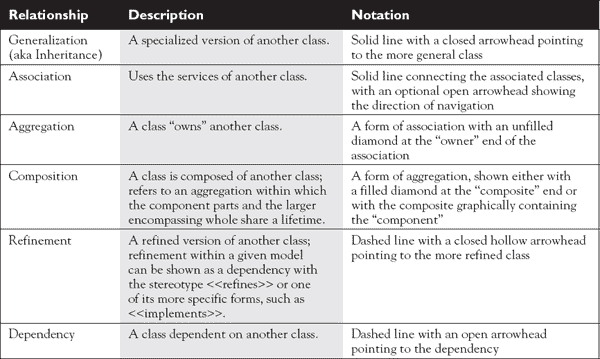 Relationship Description Notation
Generalization A specialized version of another class. Solid line with a closed arrowhead pointing
(aka Inheritance) to the more general class
Association Uses the services of another class. Solid line connecting the associated classes,
with an optional open arrowhead showing
the direction of navigation
Aggregation A class “owns” another class. A form of association with an unfilled
diamond at the “owner” end of the
association
Composition A class is composed of another class; A form of aggregation, shown either with
refers to an aggregation within which a filled diamond at the “composite” end or
the component parts and the larger with the composite graphically containing
encompassing whole share a lifetime. the “component”
Refinement A refined version of another class; Dashed line with a closed hollow arrowhead
refinement within a given model pointing to the more refined class
can be shown as a dependency with
the stereotype <<refines>> or one
of its more specific forms, such as
<<implements>>.
Dependency A class dependent on another class. Dashed line with an open arrowhead
pointing to the dependency